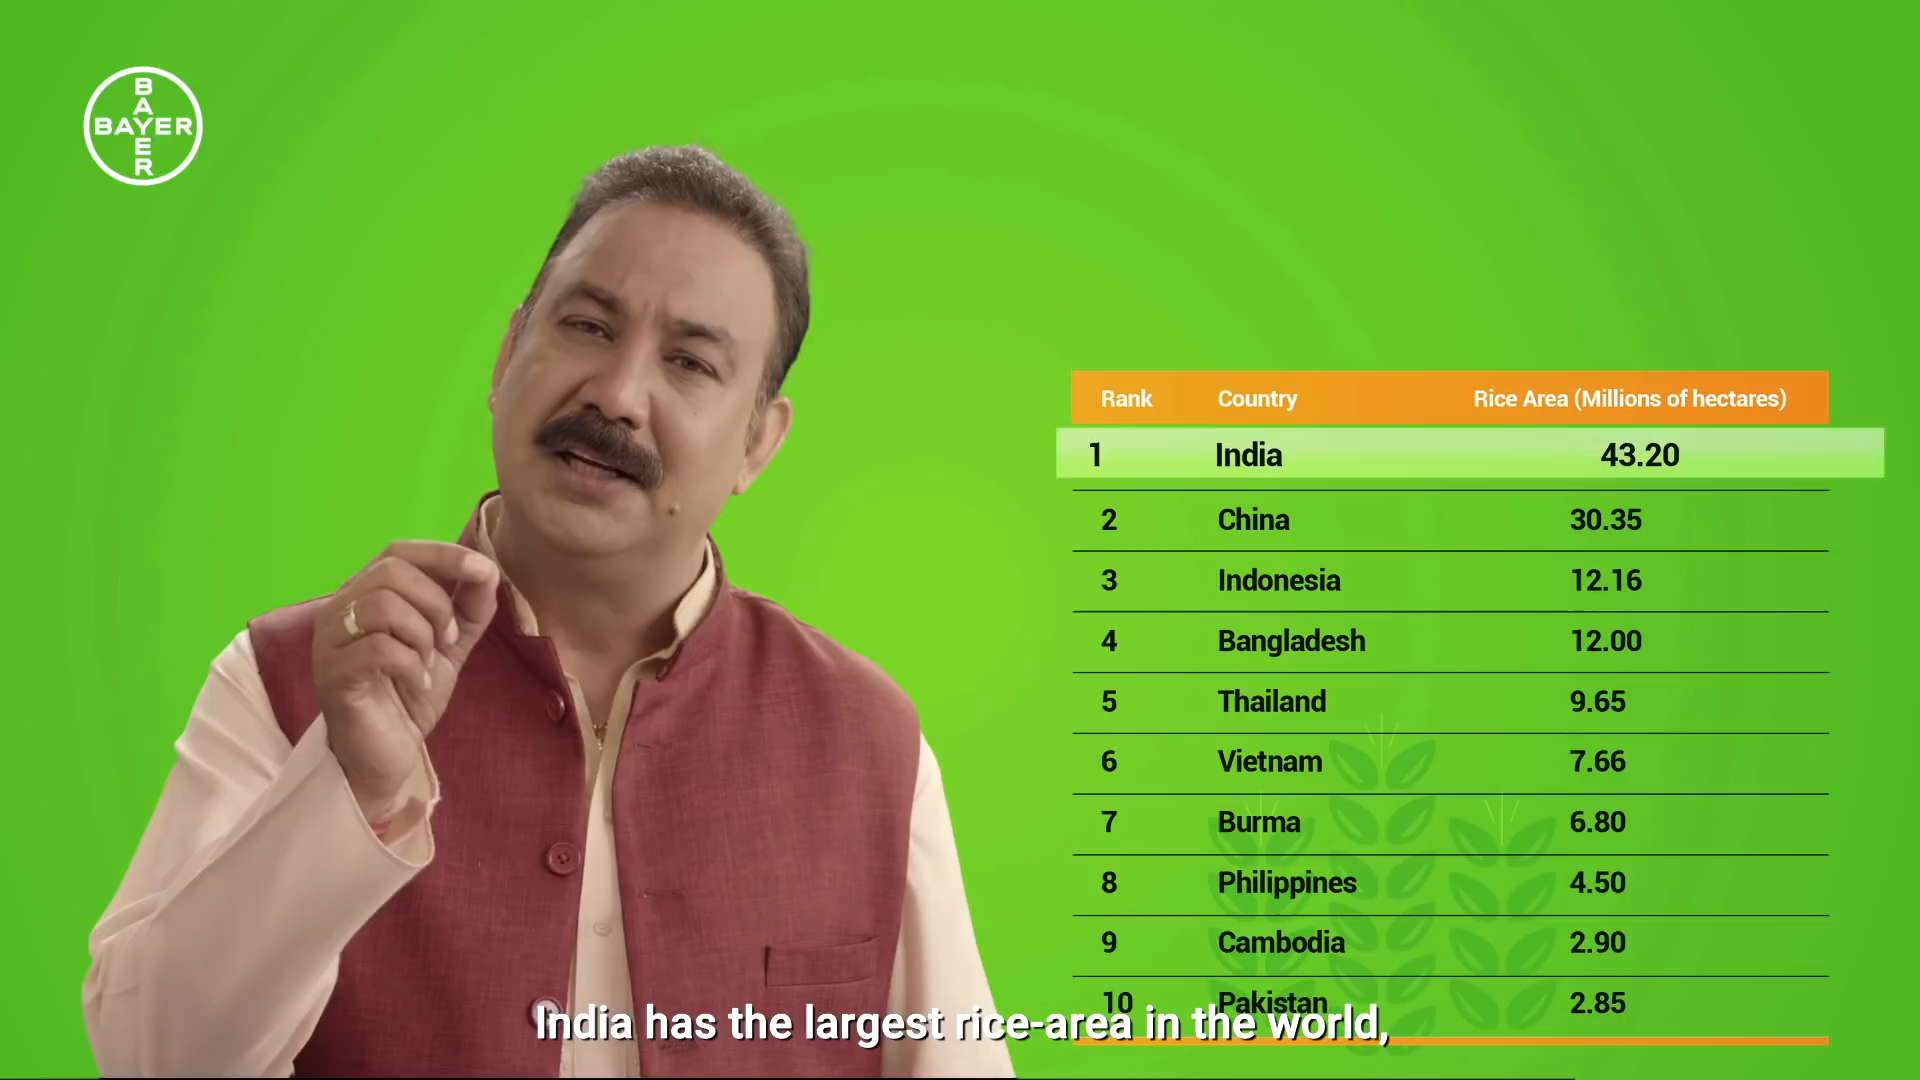 BAYER
BAYER
Rank Country Rice Area (Millions of hectares)
1 India 43.20
2 China 30.35
3 Indonesia 12.16
4 Bangladesh 12.00
5 Thailand 9.65
6 Vietnam 7.66
7 Burma 6.80
8 Philippines 4.50
9 Cambodia 2.90
10 Pakistan 2.85
India has the largest rice-area in the world,